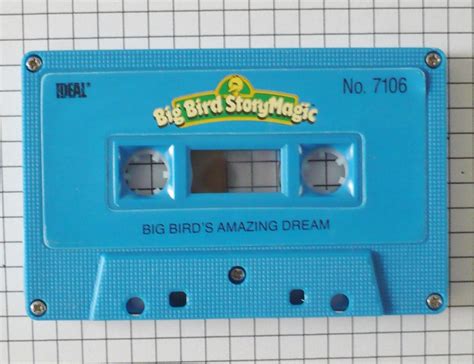 IDEAL
No. 7106
Big Bird StoryMagic
BIG BIRD'S AMAZING DREAM